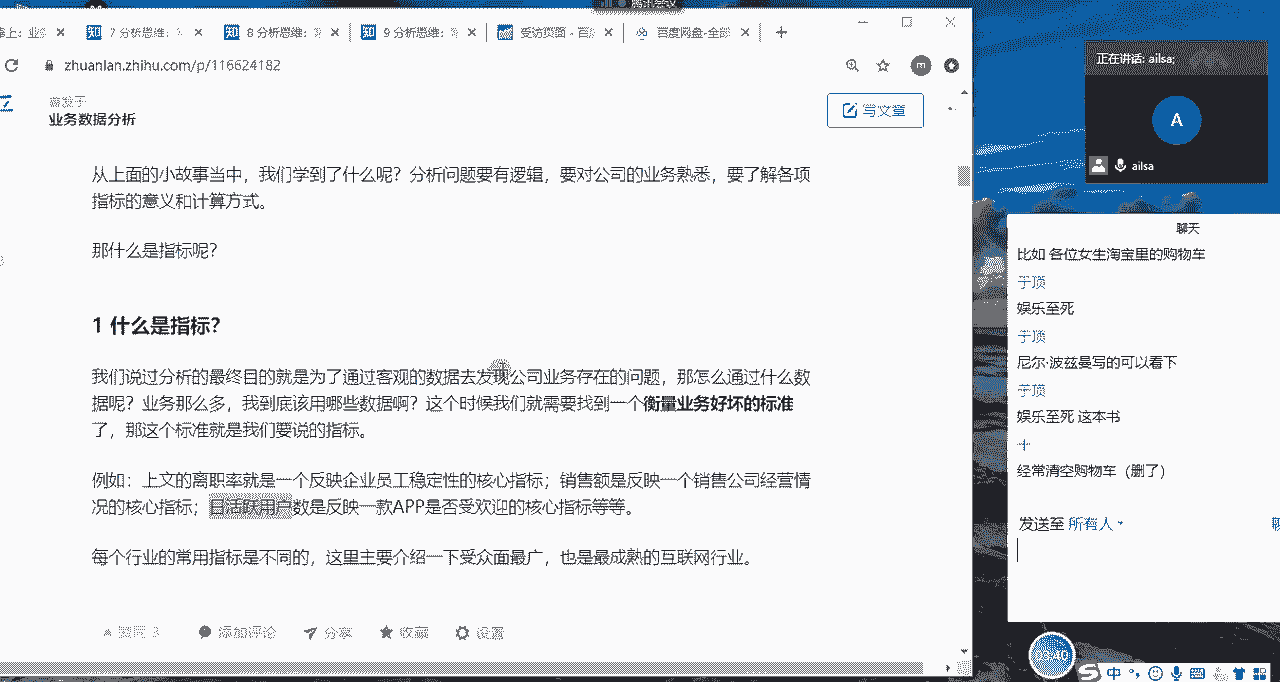 腾讯会议
7 分析思维：
8 分析思维：
9 分析思维：
受访页面 - 百
百度网盘-全部
zhuanlan.zhihu.com/p/116624182
首发于
业务数据分析
写文章
从上面的小故事当中，我们学到了什么呢？分析问题要有逻辑，要对公司的业务熟悉，要了解各项
指标的意义和计算方式。
那什么是指标呢？
1 什么是指标？
我们说过分析的最终目的就是为了通过客观的数据去发现公司业务存在的问题，那怎么通过什么数
据呢？业务那么多，我到底该用哪些数据啊？这个时候我们就需要找到一个衡量业务好坏的标准
了，那这个标准就是我们要说的指标。
例如：上文的离职率就是一个反映企业员工稳定性的核心指标；销售额是反映一个销售公司经营情
况的核心指标；日活跃用户数是反映一款APP是否受欢迎的核心指标等等。
每个行业的常用指标是不同的，这里主要介绍一下受众面最广，也是最成熟的互联网行业。
赞同 3
添加评论
分享
收藏
设置
正在讲话: ailsa;
A
ailsa
聊天
比如 各位女生淘宝里的购物车
于顶
娱乐至死
于顶
尼尔·波兹曼写的可以看下
于顶
娱乐至死 这本书
经常清空购物车（删了）
发送至 所有人
中